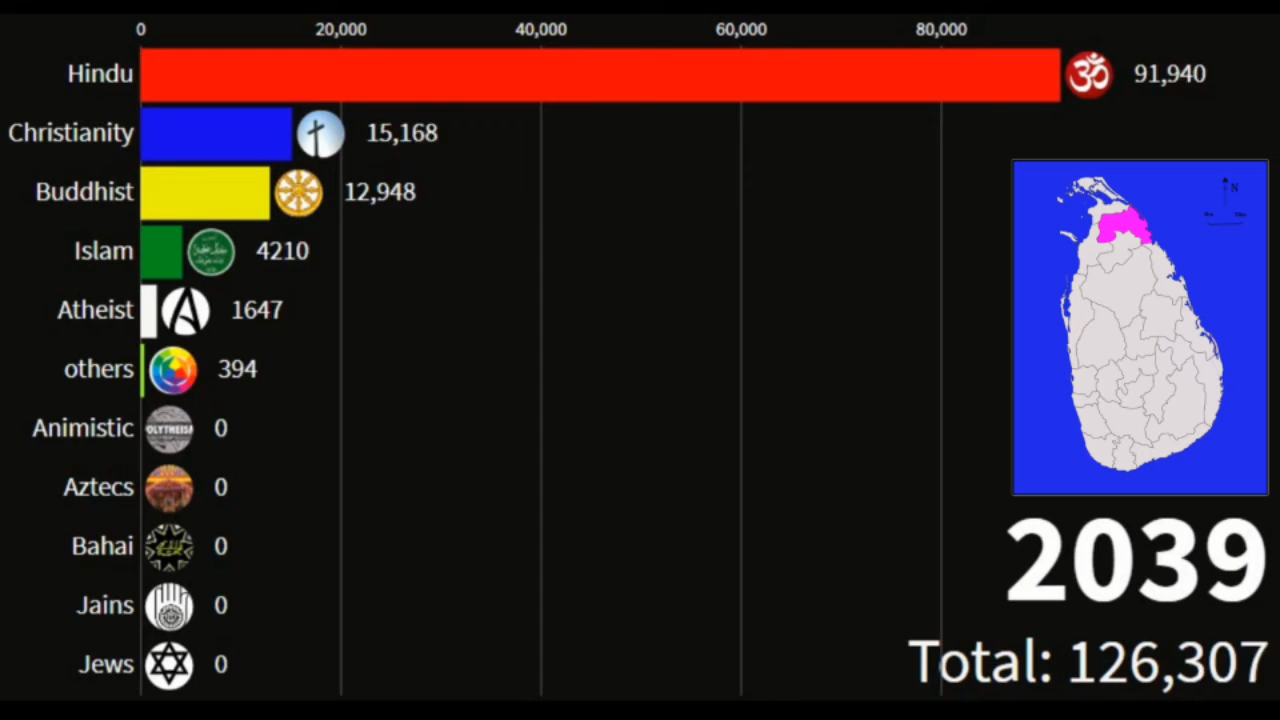 0 20,000 40,000 60,000 80,000
Hindu ॐ 91,940
Christianity 15,168
Buddhist 12,948
Islam 4210
Atheist A 1647
others 394
Animistic OLYTHEISM 0
Aztecs 0
Bahai 0
Jains 0
Jews 0
N
2039
Total: 126,307